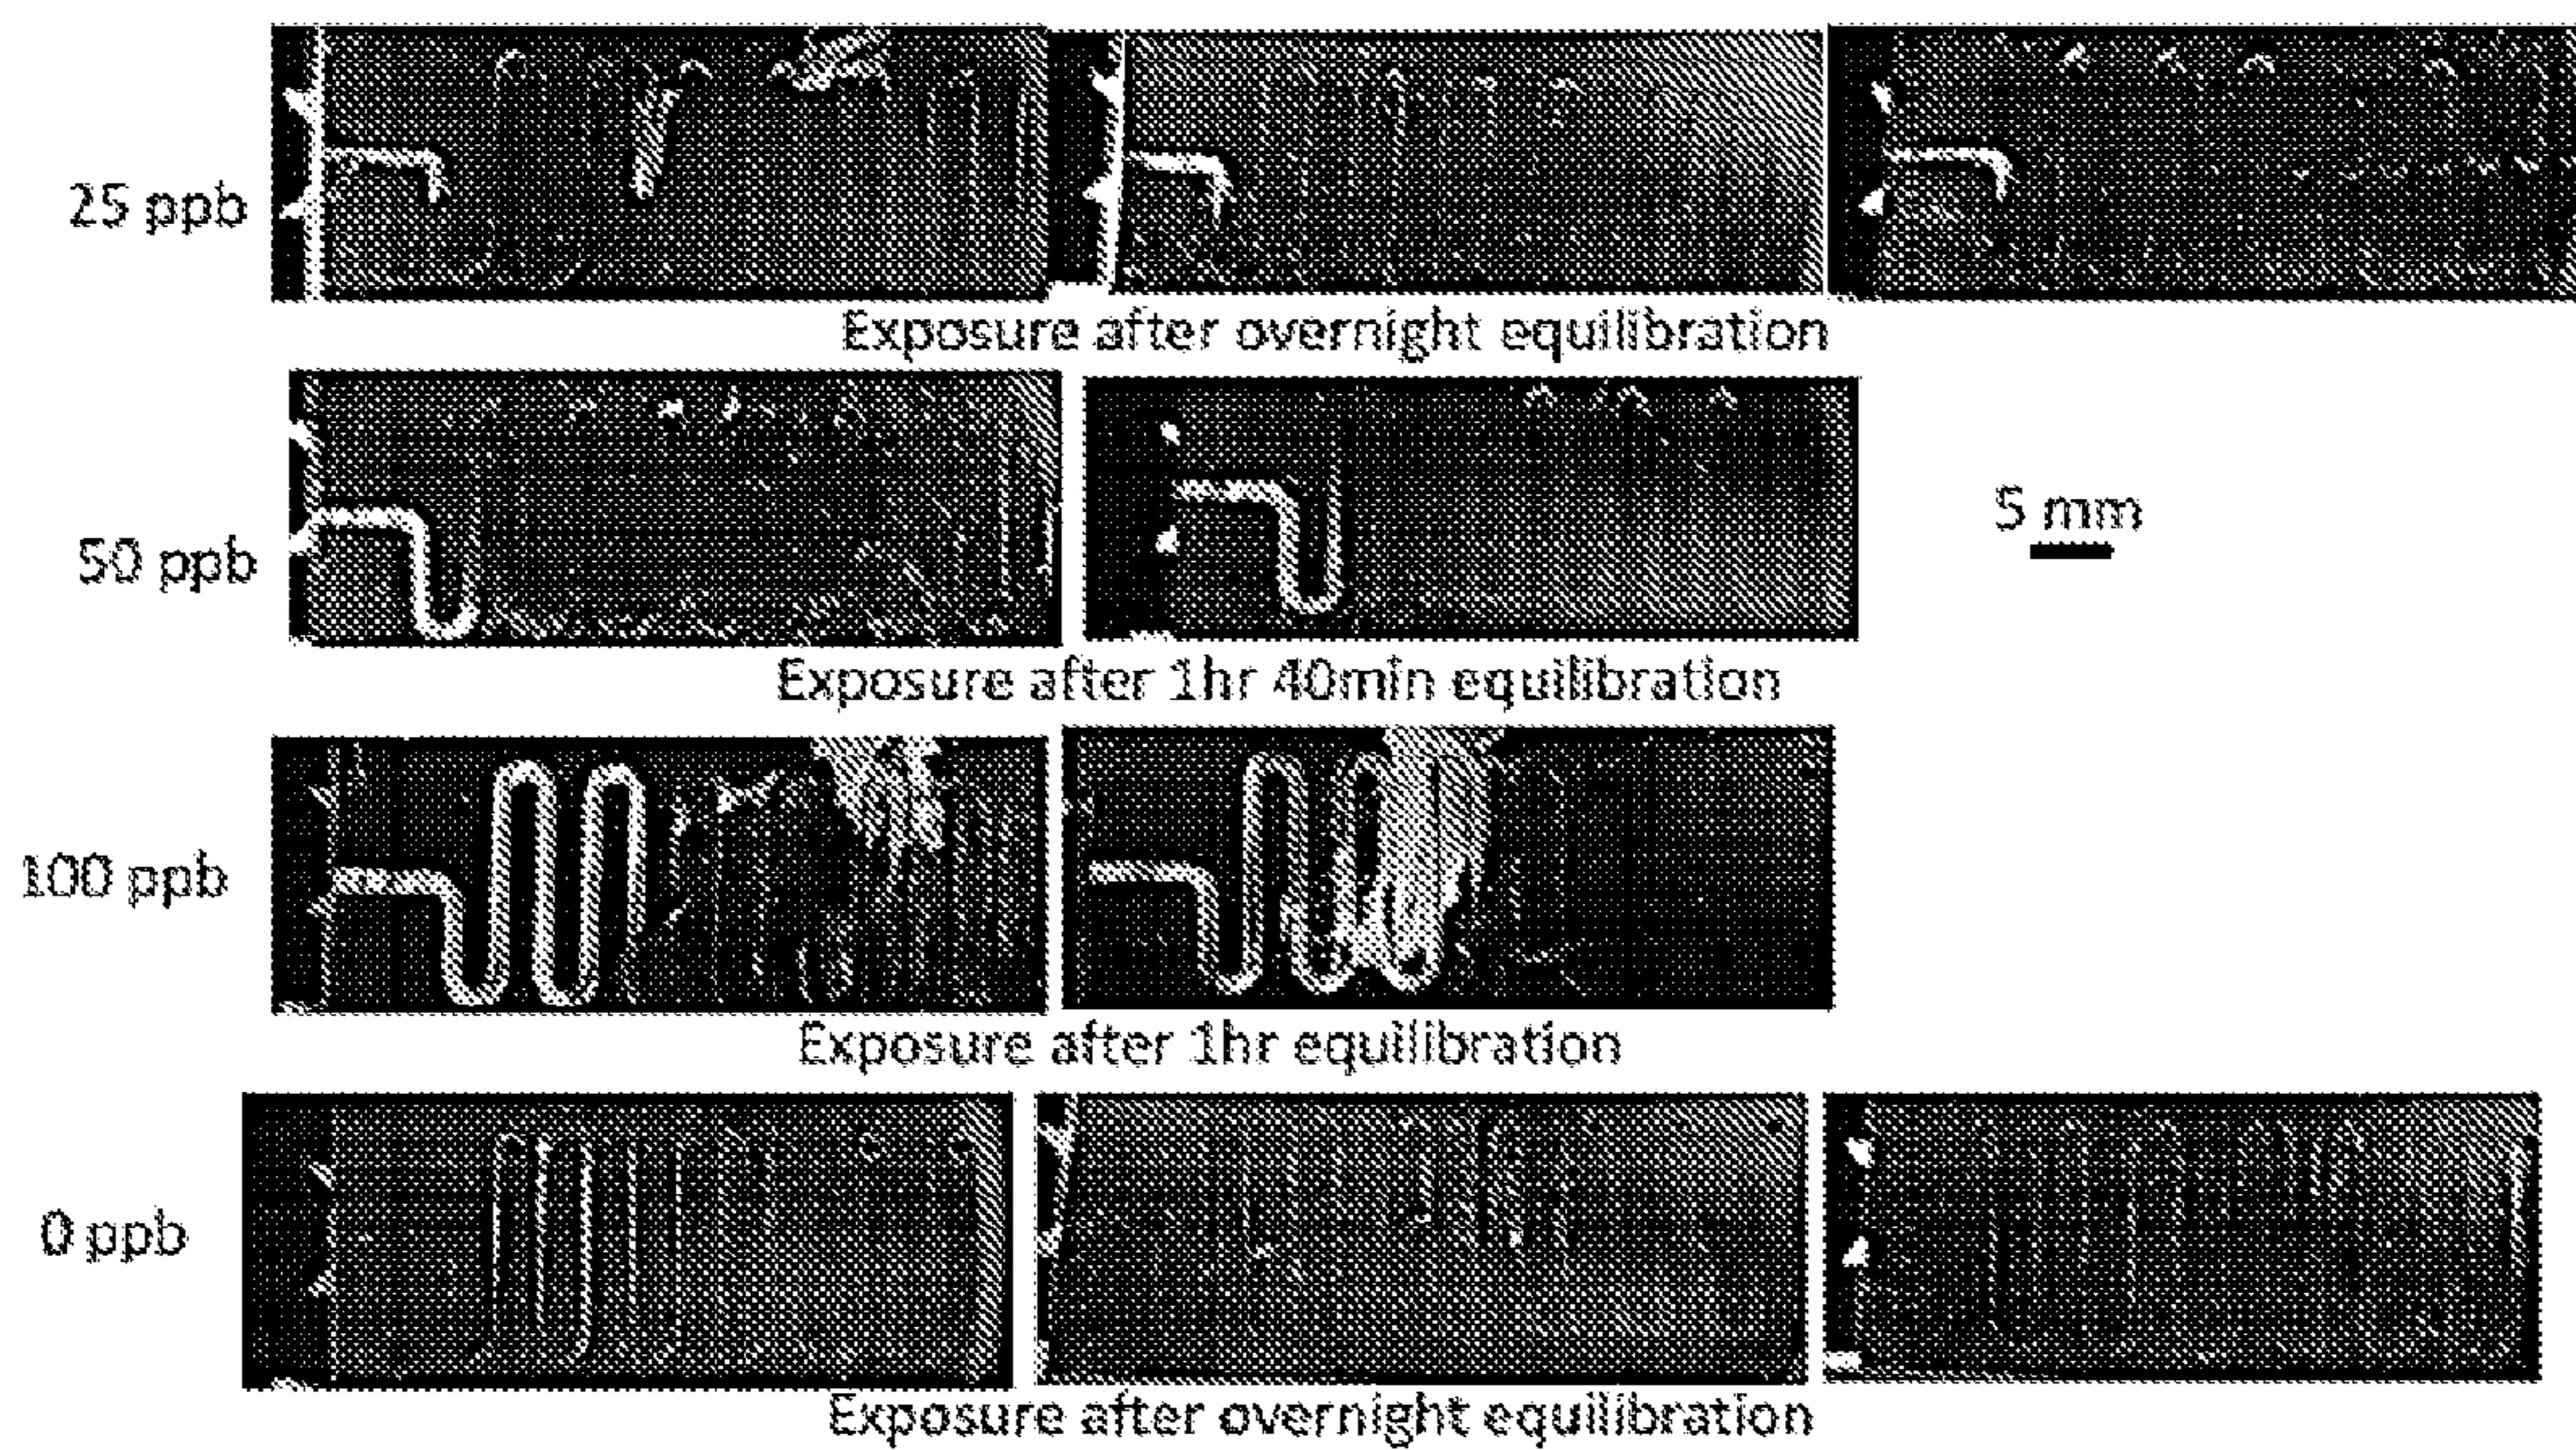 25 ppb
Exposure after overnight equilibration
50 ppb
5 mm
Exposure after 1hr 40min equilibration
100 ppb
Exposure after 1hr equilibration
0 ppb
Exposure after overnight equilibration